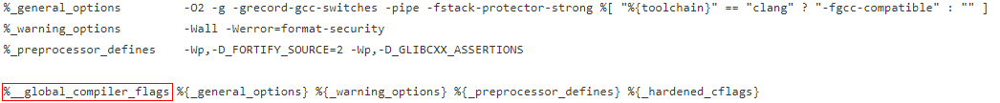 %_general_options -O2 -g -grecord-gcc-switches -pipe -fstack-protector-strong %[ "%{toolchain}" == "clang" ? "-fgcc-compatible" : "" ]
%_warning_options -Wall -Werror=format-security
%_preprocessor_defines -Wp,-D_FORTIFY_SOURCE=2 -Wp,-D_GLIBCXX_ASSERTIONS
%__global_compiler_flags %{_general_options} %{_warning_options} %{_preprocessor_defines} %{_hardened_cflags}